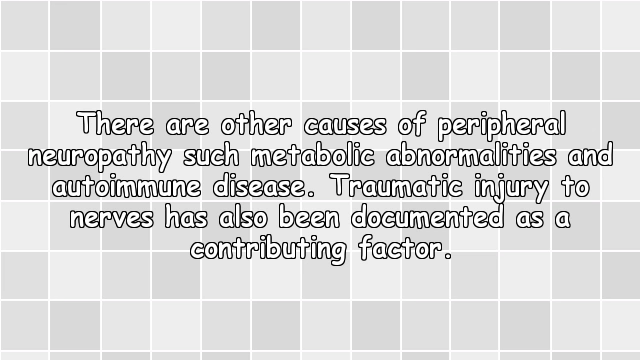 There are other causes of peripheral
neuropathy such metabolic abnormalities and
autoimmune disease. Traumatic injury to
nerves has also been documented as a
contributing factor.